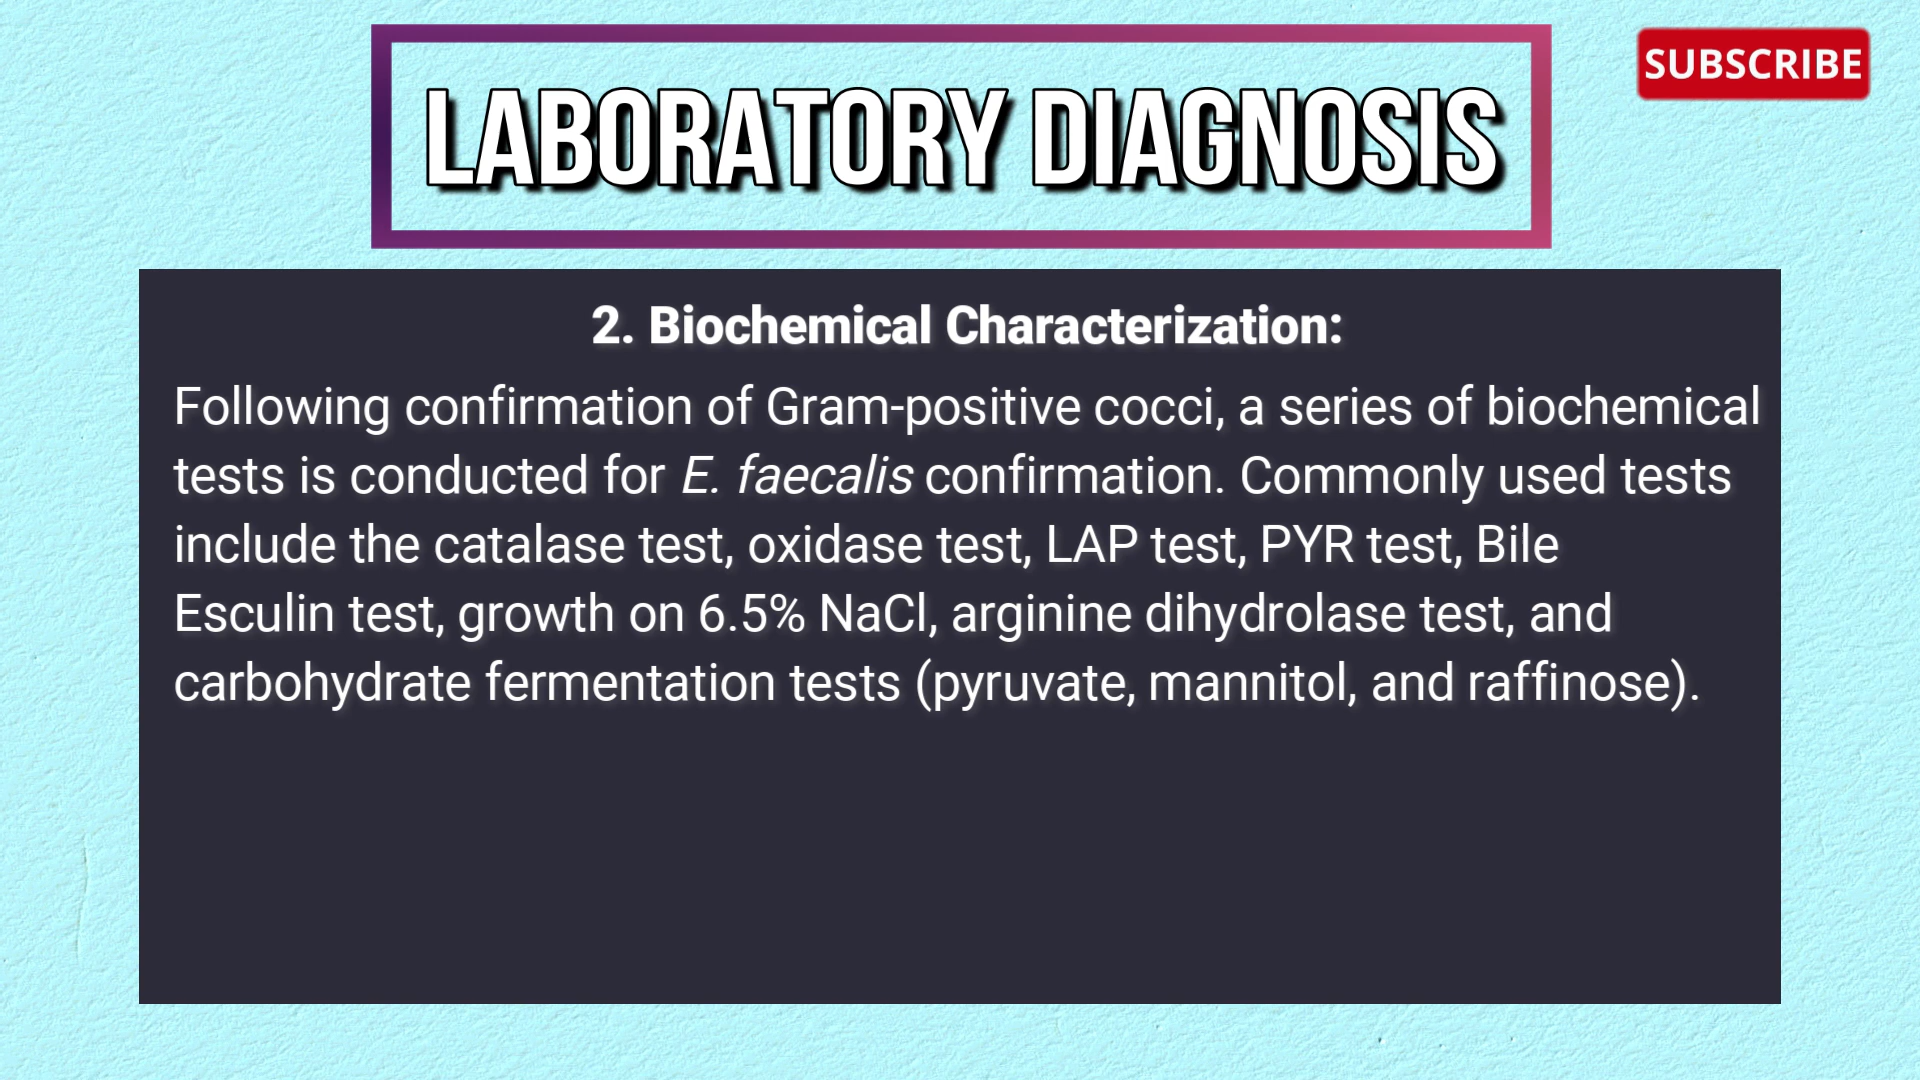 LABORATORY DIAGNOSIS
SUBSCRIBE
2. Biochemical Characterization:
Following confirmation of Gram-positive cocci, a series of biochemical
tests is conducted for E. faecalis confirmation. Commonly used tests
include the catalase test, oxidase test, LAP test, PYR test, Bile
Esculin test, growth on 6.5% NaCl, arginine dihydrolase test, and
carbohydrate fermentation tests (pyruvate, mannitol, and raffinose).